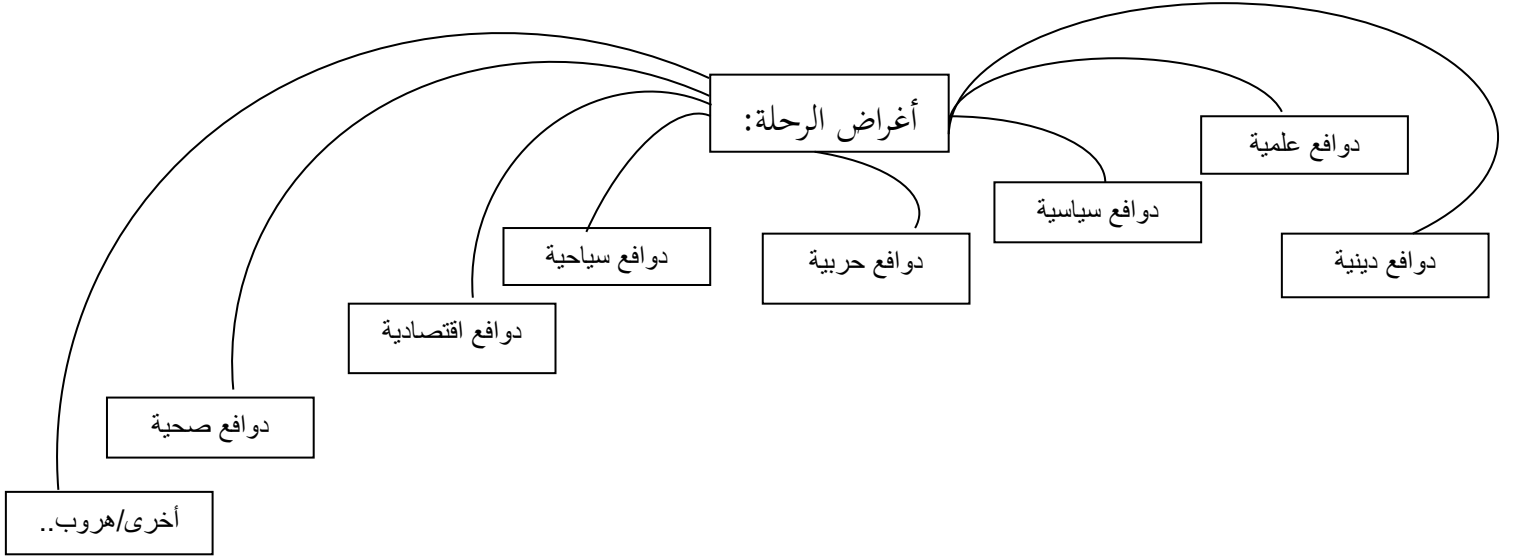 أغراض الرحلة:
دوافع دينية
دوافع علمية
دوافع سياسية
دوافع حربية
دوافع سياحية
دوافع اقتصادية
دوافع صحية
أخرى/هروب..